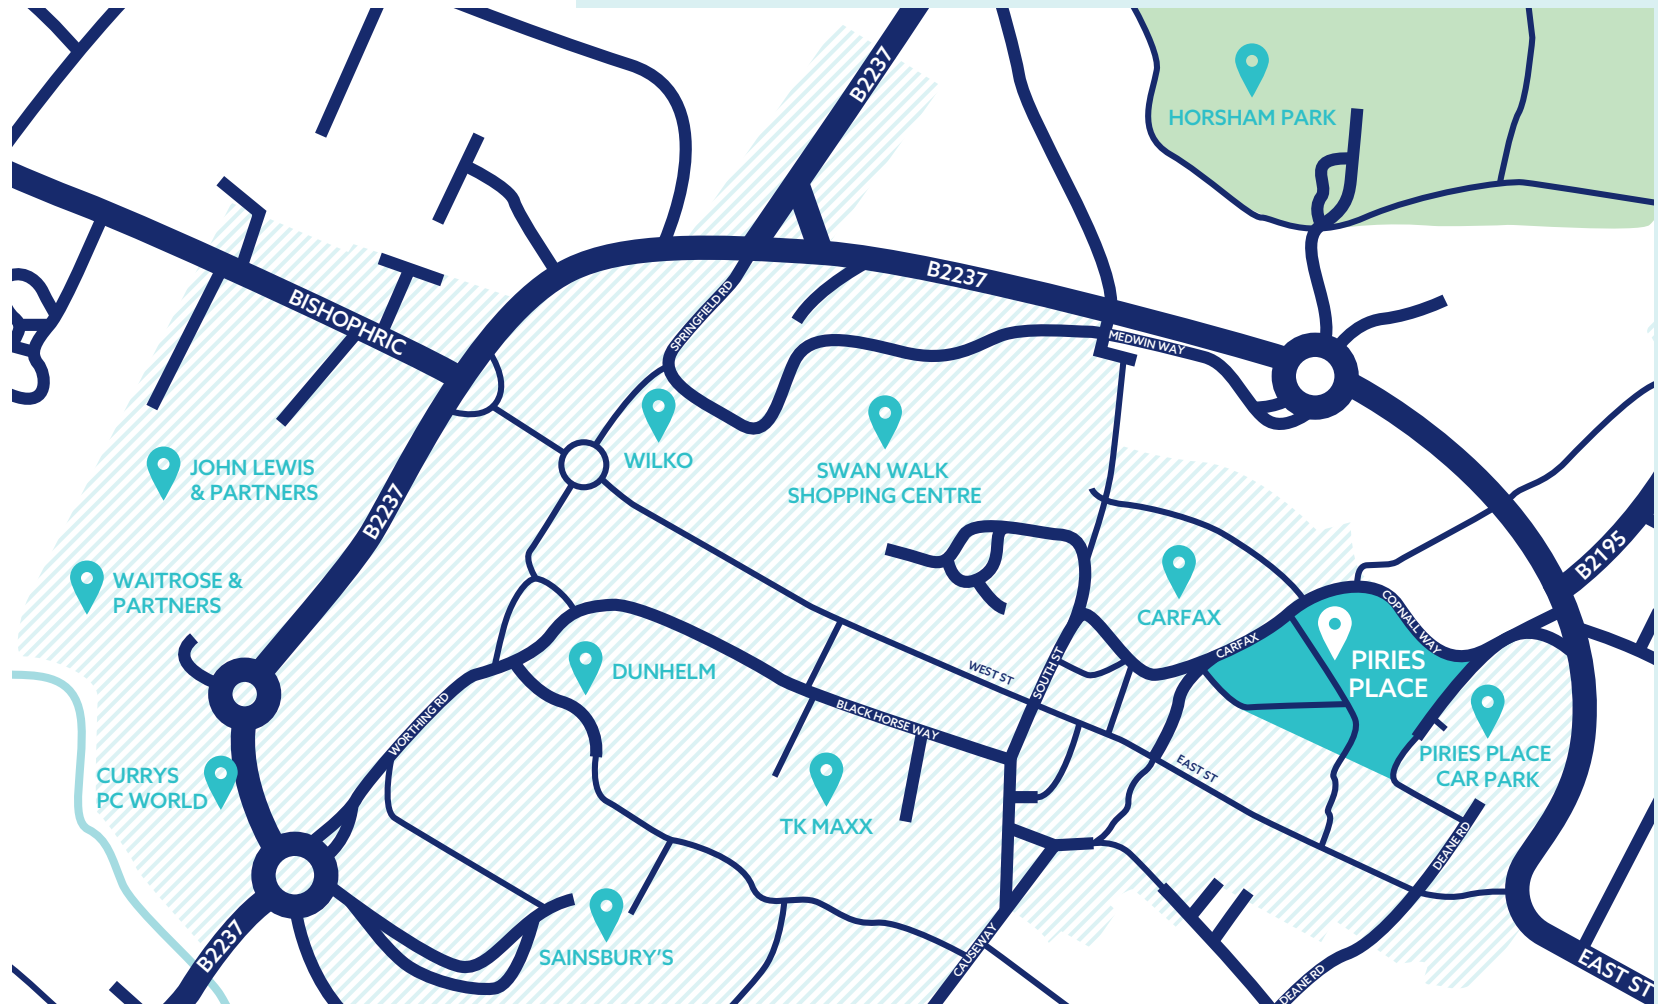 B2237
HORSHAM PARK
B2237
BISHOPHRIC
SPRINGFIELD RD
MEDWIN WAY
WILKO
JOHN LEWIS
& PARTNERS
SWAN WALK
SHOPPING CENTRE
B2237
B2195
WAITROSE &
PARTNERS
CARFAX
COPNALL WAY
CARFAX
DUNHELM
WEST ST
SOUTH ST
PIRIES
PLACE
WORTHING RD
BLACK HORSE WAY
EAST ST
PIRIES PLACE
CAR PARK
CURRYS
PC WORLD
TK MAXX
DEANE RD
SAINSBURY'S
B2237
CAUSEWAY
DEANE RD
EAST ST